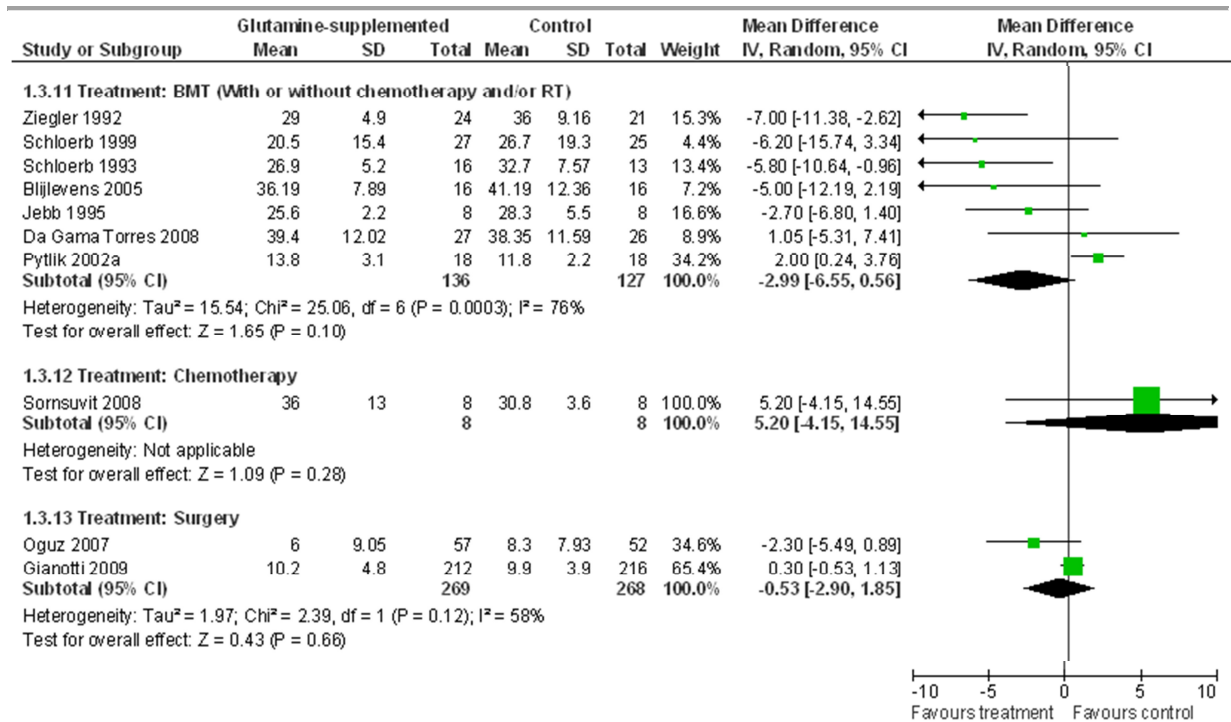 Glutamine-supplemented Control Mean Difference Mean Difference
Study or Subgroup Mean SD Total Mean SD Total Weight IV, Random, 95% CI IV, Random, 95% CI
1.3.11 Treatment: BMT (With or without chemotherapy and/or RT)
Ziegler 1992 29 4.9 24 36 9.16 21 15.3% -7.00 [-11.38, -2.62]
Schloerb 1999 20.5 15.4 27 26.7 19.3 25 4.4% -6.20 [-15.74, 3.34]
Schloerb 1993 26.9 5.2 16 32.7 7.57 13 13.4% -5.80 [-10.64, -0.96]
Blijlevens 2005 36.19 7.89 16 41.19 12.36 16 7.2% -5.00 [-12.19, 2.19]
Jebb 1995 25.6 2.2 8 28.3 5.5 8 16.6% -2.70 [-6.80, 1.40]
Da Gama Torres 2008 39.4 12.02 27 38.35 11.59 26 8.9% 1.05 [-5.31, 7.41]
Pytlik 2002a 13.8 3.1 18 11.8 2.2 18 34.2% 2.00 [0.24, 3.76]
Subtotal (95% CI) 136 127 100.0% -2.99 [-6.55, 0.56]
Heterogeneity: Tau² = 15.54; Chi² = 25.06, df = 6 (P = 0.0003); I² = 76%
Test for overall effect: Z = 1.65 (P = 0.10)
1.3.12 Treatment: Chemotherapy
Sornsuvit 2008 36 13 8 30.8 3.6 8 100.0% 5.20 [-4.15, 14.55]
Subtotal (95% CI) 8 8 100.0% 5.20 [-4.15, 14.55]
Heterogeneity: Not applicable
Test for overall effect: Z = 1.09 (P = 0.28)
1.3.13 Treatment: Surgery
Oguz 2007 6 9.05 57 8.3 7.93 52 34.6% -2.30 [-5.49, 0.89]
Gianotti 2009 10.2 4.8 212 9.9 3.9 216 65.4% 0.30 [-0.53, 1.13]
Subtotal (95% CI) 269 268 100.0% -0.53 [-2.90, 1.85]
Heterogeneity: Tau² = 1.97; Chi² = 2.39, df = 1 (P = 0.12); I² = 58%
Test for overall effect: Z = 0.43 (P = 0.66)
-10 -5 0 5 10
Favours treatment Favours control